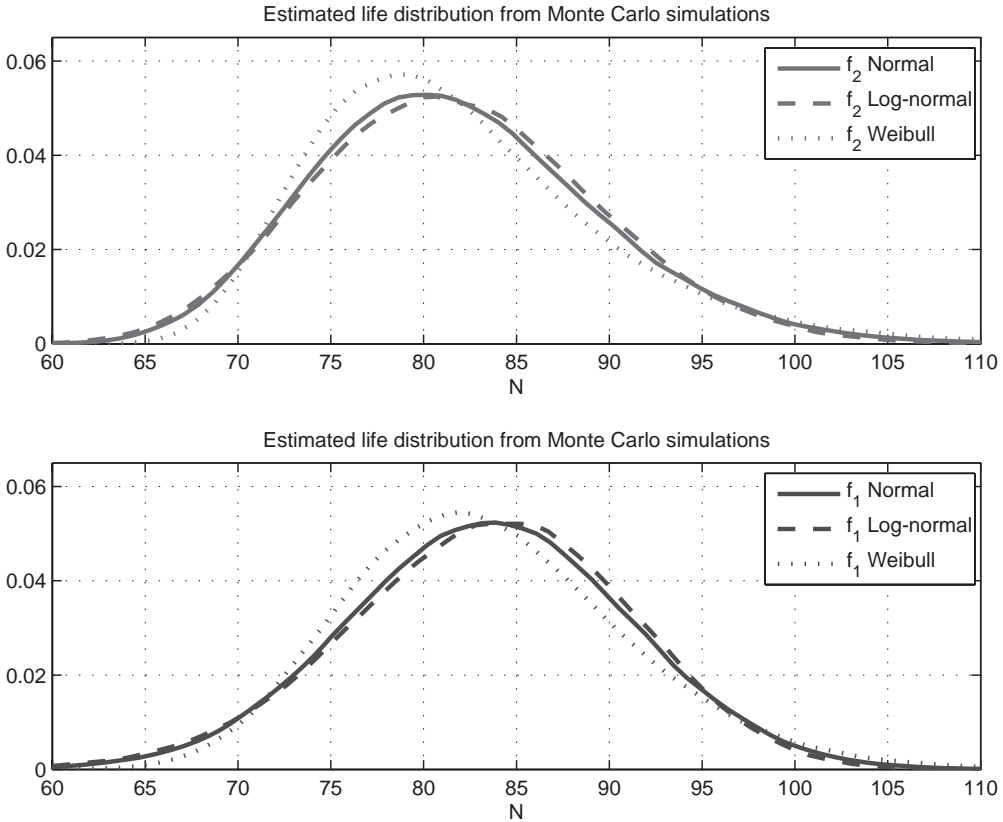 Estimated life distribution from Monte Carlo simulations
0.06
0.04
0.02
0
f2 Normal
f2 Log-normal
f2 Weibull
60 65 70 75 80 85 90 95 100 105 110
N
Estimated life distribution from Monte Carlo simulations
0.06
0.04
0.02
0
f1 Normal
f1 Log-normal
f1 Weibull
60 65 70 75 80 85 90 95 100 105 110
N